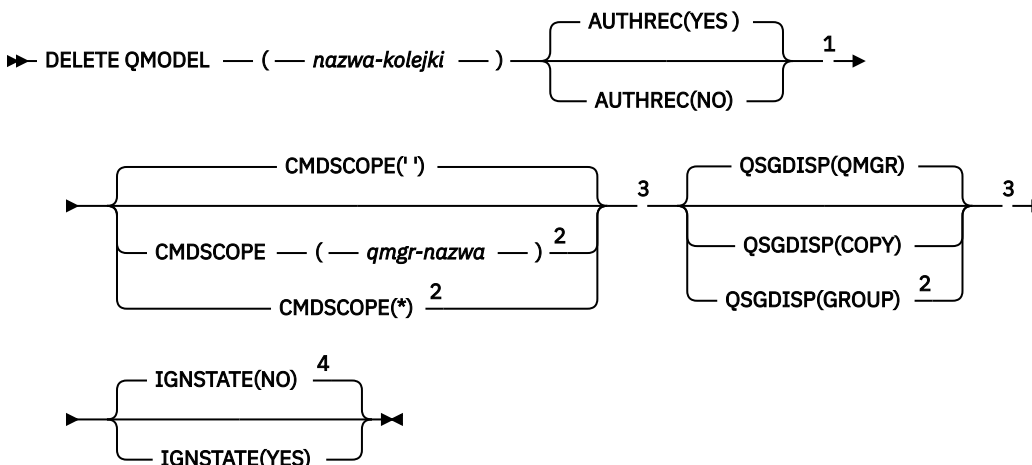 AUTHREC(YES )
DELETE QMODEL ( nazwa-kolejki ) 1
AUTHREC(NO)
CMDSCOPE(' ') QSGDISP(QMGR)
3 3
CMDSCOPE ( qmgr-nazwa ) 2 QSGDISP(COPY)
CMDSCOPE(*) 2 QSGDISP(GROUP) 2
IGNSTATE(NO) 4
IGNSTATE(YES)